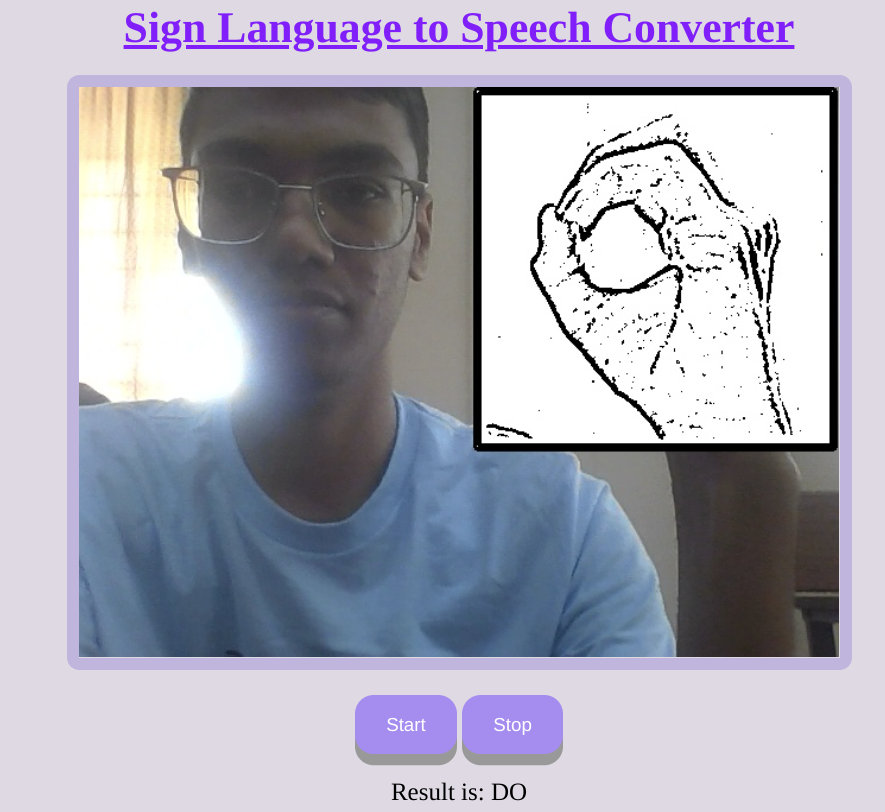 Sign Language to Speech Converter
Start
Stop
Result is: DO